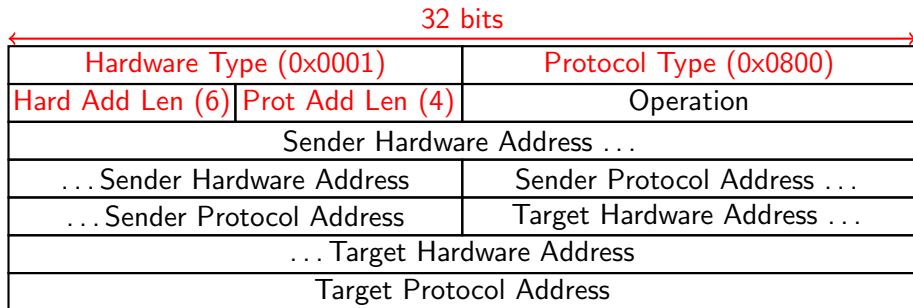 32 bits
Hardware Type (0x0001) Protocol Type (0x0800)
Hard Add Len (6) Prot Add Len (4) Operation
Sender Hardware Address ...
...Sender Hardware Address Sender Protocol Address ...
...Sender Protocol Address Target Hardware Address ...
...Target Hardware Address
Target Protocol Address